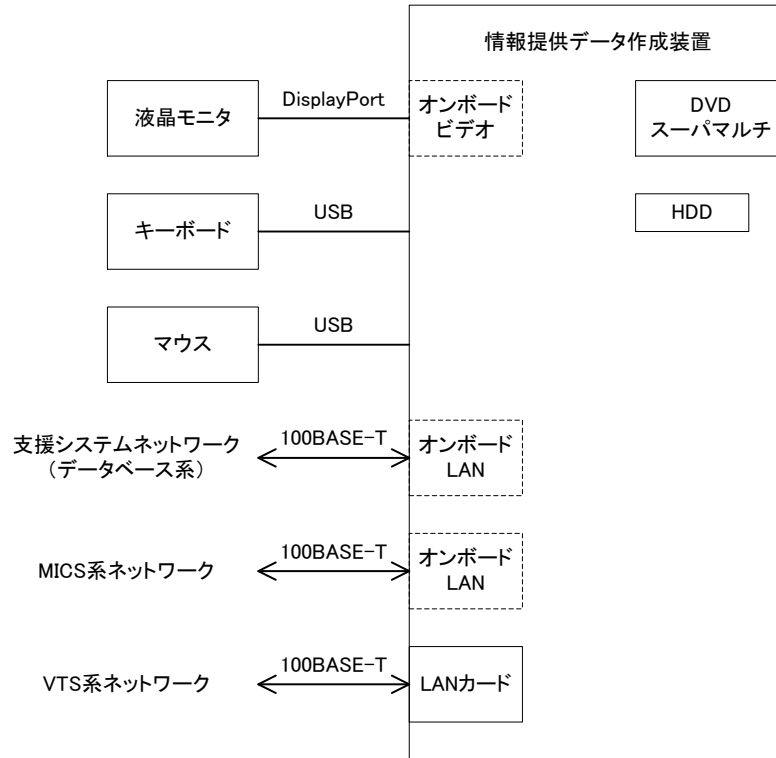 情報提供データ作成装置
液晶モニタ
DisplayPort
オンボード
ビデオ
DVD
スーパマルチ
キーボード
USB
HDD
マウス
USB
支援システムネットワーク
（データベース系）
100BASE-T
オンボード
LAN
MICS系ネットワーク
100BASE-T
オンボード
LAN
VTS系ネットワーク
100BASE-T
LANカード